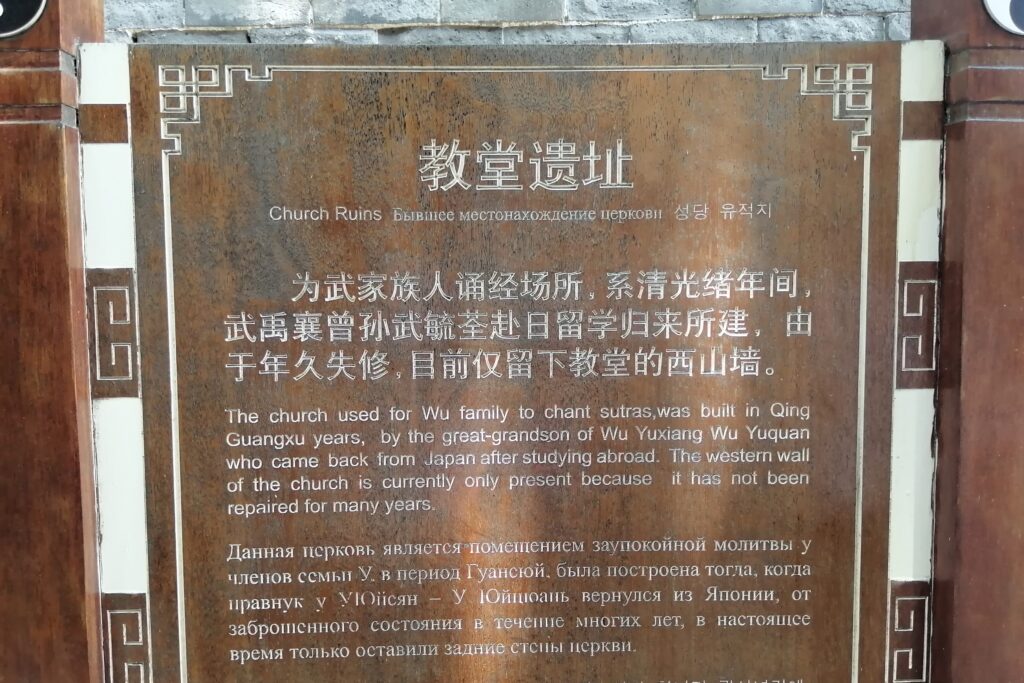 教堂遗址
Church Ruins Бывшее местонахождение церкови 성당 유적지
为武家族人诵经场所,系清光绪年间,
武禹襄曾孙武毓荃赴日留学归来所建,由
于年久失修,目前仅留下教堂的西山墙。
The church used for Wu family to chant sutras,was built in Qing
Guangxu years, by the great-grandson of Wu Yuxiang Wu Yuquan
who came back from Japan after studying abroad. The western wall
of the church is currently only present because it has not been
repaired for many years.
Данная церковь является помещением заупокойной молитвы у
членов семьи У, в период Гуансюй, была построена тогда, когда
правнук у УЮйсян – У Юйцюань вернулся из Японии, от
заброшенного состояния в течение многих лет, в настоящее
время только оставили задние стены церкви.